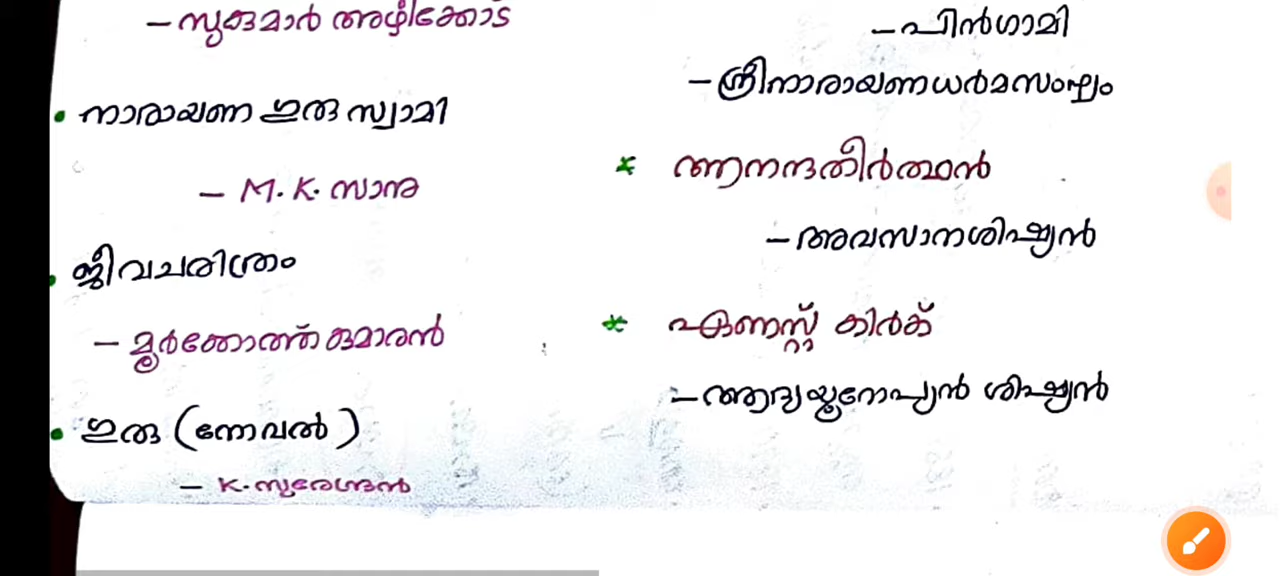 – സുകുമാർ അഴീക്കോട്
• നാരായണ ഗുരു സ്വാമി
– M. K. സാനു
• ജീവചരിത്രം
– മൂർക്കോത്ത് കുമാരൻ
• ഗുരു (നോവൽ)
– K. സുരേന്ദ്രൻ
– പിൻഗാമി
– ശ്രീനാരായണധർമസംഘം
* ആനന്ദതീർത്ഥൻ
– അവസാനശിഷ്യൻ
* ഏണസ്റ്റ് കിർക്
– ആദ്യയൂറോപ്യൻ ശിഷ്യൻ